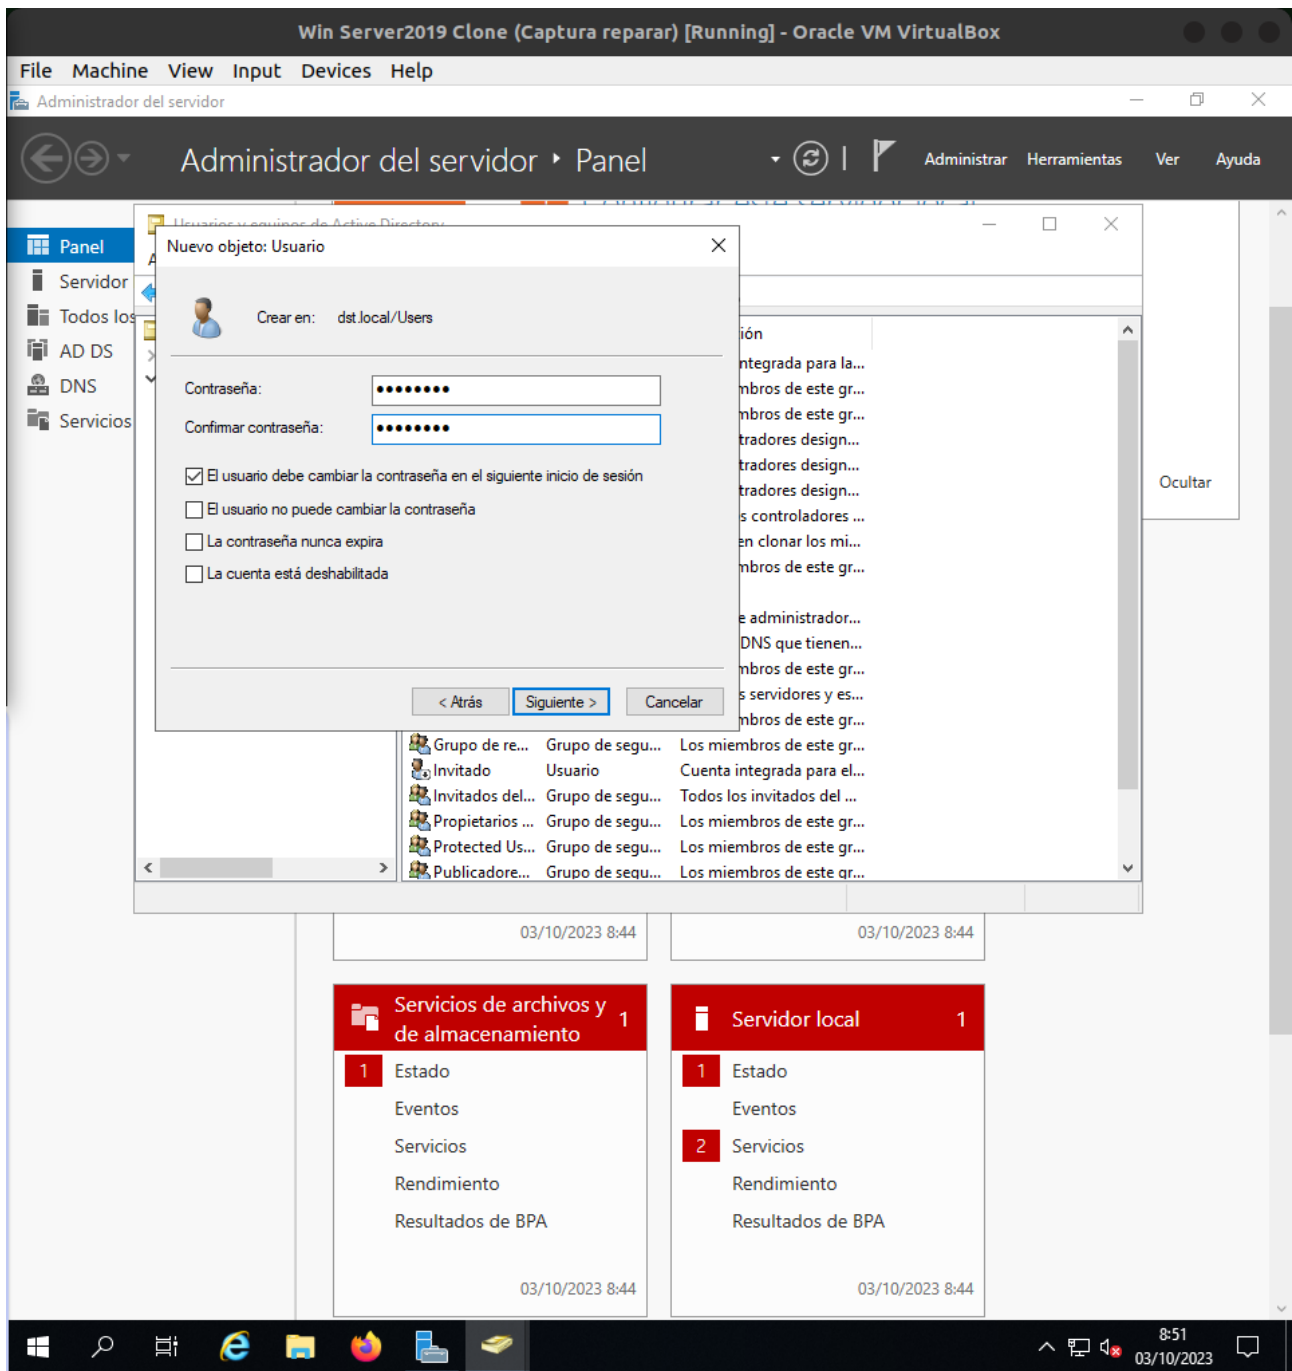 Win Server2019 Clone (Captura reparar) [Running] - Oracle VM VirtualBox
File Machine View Input Devices Help
Administrador del servidor
Administrador del servidor ‣ Panel
Administrar Herramientas Ver Ayuda
Usuarios y equipos de Active Directory
Panel
Servidor
Todos los
AD DS
DNS
Servicios
Nuevo objeto: Usuario
Crear en: dst.local/Users
Contraseña: ••••••••
Confirmar contraseña: ••••••••
El usuario debe cambiar la contraseña en el siguiente inicio de sesión
El usuario no puede cambiar la contraseña
La contraseña nunca expira
La cuenta está deshabilitada
< Atrás Siguiente > Cancelar
ión
ntegrada para la...
mbros de este gr...
mbros de este gr...
tradores design...
tradores design...
tradores design...
s controladores ...
en clonar los mi...
mbros de este gr...
e administrador...
DNS que tienen...
mbros de este gr...
s servidores y es...
mbros de este gr...
Ocultar
Grupo de re... Grupo de segu... Los miembros de este gr...
Invitado Usuario Cuenta integrada para el...
Invitados del... Grupo de segu... Todos los invitados del ...
Propietarios ... Grupo de segu... Los miembros de este gr...
Protected Us... Grupo de segu... Los miembros de este gr...
Publicadore... Grupo de segu... Los miembros de este gr...
03/10/2023 8:44
03/10/2023 8:44
Servicios de archivos y
de almacenamiento 1
1 Estado
Eventos
Servicios
Rendimiento
Resultados de BPA
03/10/2023 8:44
Servidor local 1
1 Estado
Eventos
2 Servicios
Rendimiento
Resultados de BPA
03/10/2023 8:44
8:51
03/10/2023